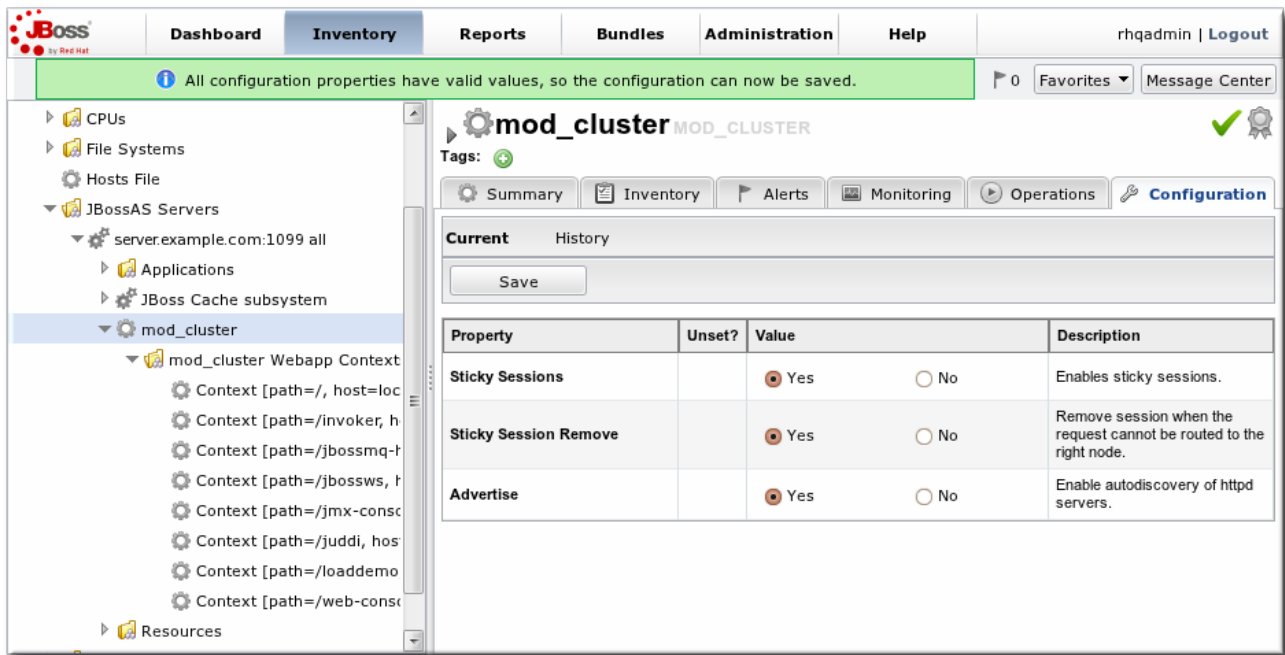 JBoss
by Red Hat
Dashboard Inventory Reports Bundles Administration Help rhqadmin | Logout
All configuration properties have valid values, so the configuration can now be saved. 0 Favorites Message Center
CPUs
File Systems
Hosts File
JBossAS Servers
server.example.com:1099 all
Applications
JBoss Cache subsystem
mod_cluster
mod_cluster Webapp Context
Context [path=/, host=loc
Context [path=/invoker, h
Context [path=/jbossmq-h
Context [path=/jbossws, h
Context [path=/jmx-conso
Context [path=/juddi, hos
Context [path=/loaddemo
Context [path=/web-conso
Resources
mod_cluster MOD_CLUSTER
Tags:
Summary Inventory Alerts Monitoring Operations Configuration
Current History
Save
Property Unset? Value Description
Sticky Sessions Yes No Enables sticky sessions.
Sticky Session Remove Yes No Remove session when the
request cannot be routed to the
right node.
Advertise Yes No Enable autodiscovery of httpd
servers.